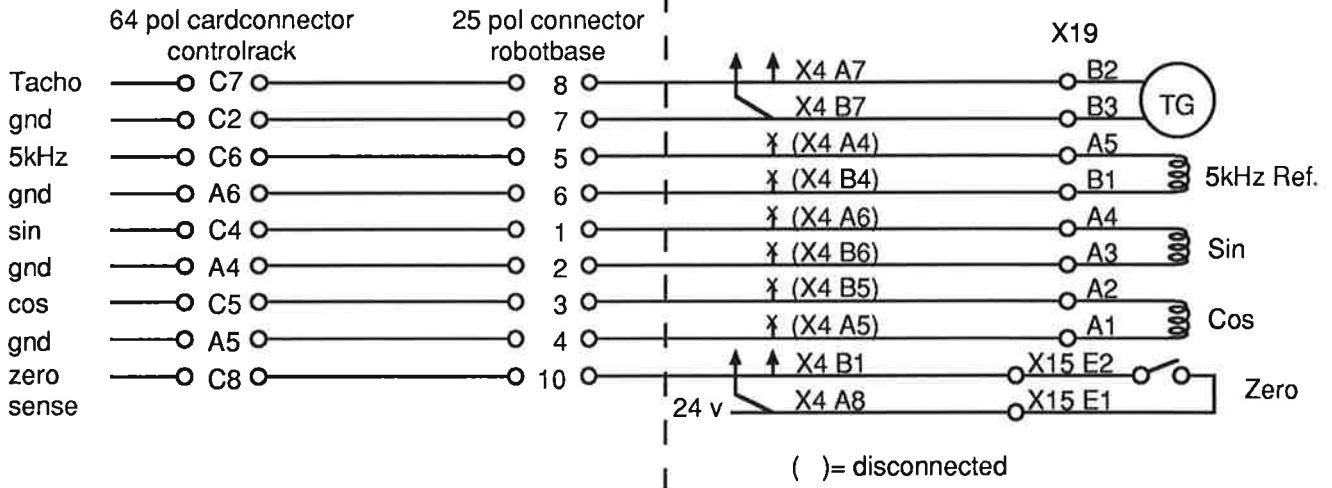 64 pol cardconnector
controlrack
25 pol connector
robotbase
X19
Tacho C7 8 X4 A7 B2
TG
gnd C2 7 X4 B7 B3
5kHz C6 5 (X4 A4) A5
5kHz Ref.
gnd A6 6 (X4 B4) B1
sin C4 1 (X4 A6) A4
Sin
gnd A4 2 (X4 B6) A3
cos C5 3 (X4 B5) A2
Cos
gnd A5 4 (X4 A5) A1
zero C8 10 X4 B1 X15 E2
Zero
sense 24 v X4 A8 X15 E1
( )= disconnected